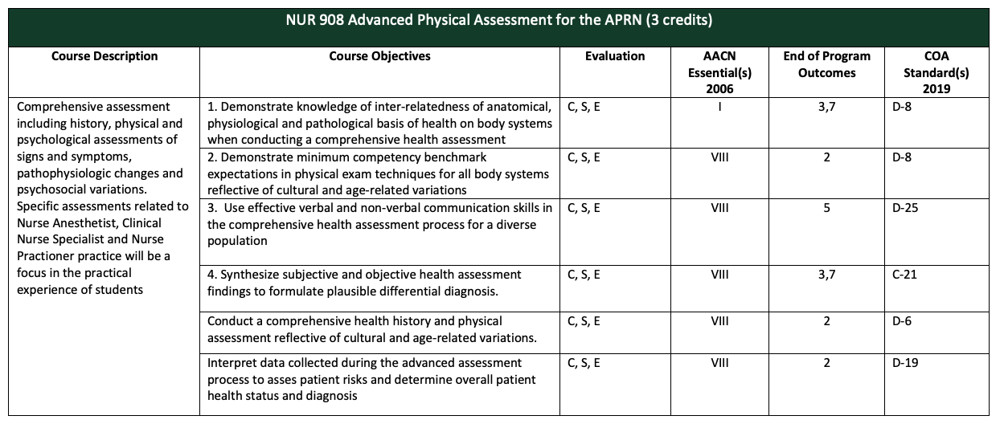 NUR 908 Advanced Physical Assessment for the APRN (3 credits)
Course Description
Course Objectives
Evaluation
AACN
Essential(s)
2006
End of Program
Outcomes
COA
Standard(s)
2019
Comprehensive assessment
including history, physical and
psychological assessments of
signs and symptoms,
pathophysiologic changes and
psychosocial variations.
Specific assessments related to
Nurse Anesthetist, Clinical
Nurse Specialist and Nurse
Practioner practice will be a
focus in the practical
experience of students
1. Demonstrate knowledge of inter-relatedness of anatomical,
physiological and pathological basis of health on body systems
when conducting a comprehensive health assessment
C, S, E
I
3,7
D-8
2. Demonstrate minimum competency benchmark
expectations in physical exam techniques for all body systems
reflective of cultural and age-related variations
C, S, E
VIII
2
D-8
3. Use effective verbal and non-verbal communication skills in
the comprehensive health assessment process for a diverse
population
C, S, E
VIII
5
D-25
4. Synthesize subjective and objective health assessment
findings to formulate plausible differential diagnosis.
C, S, E
VIII
3,7
C-21
Conduct a comprehensive health history and physical
assessment reflective of cultural and age-related variations.
C, S, E
VIII
2
D-6
Interpret data collected during the advanced assessment
process to asses patient risks and determine overall patient
health status and diagnosis
C, S, E
VIII
2
D-19